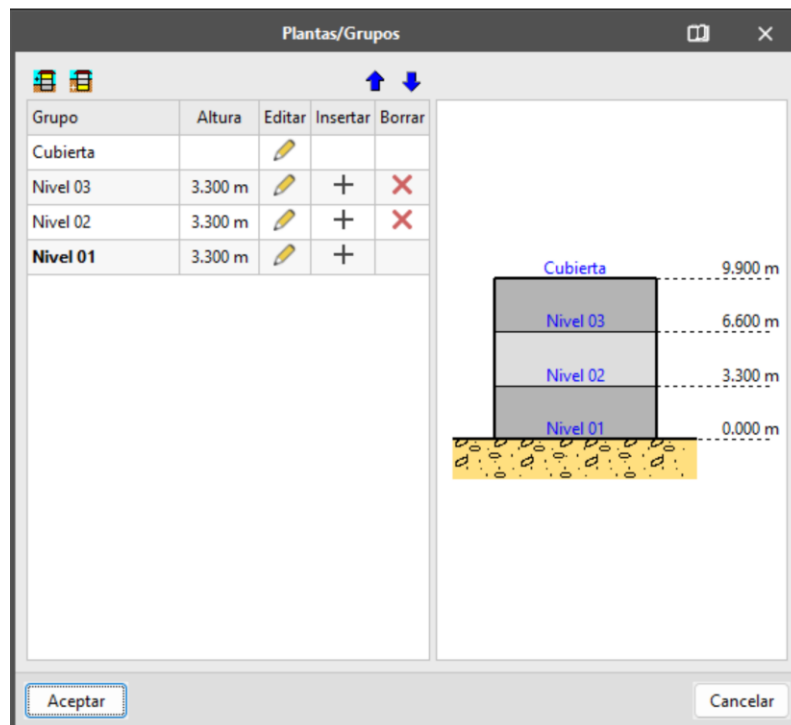 Plantas/Grupos
Grupo Altura Editar Insertar Borrar
Cubierta
Nivel 03 3.300 m
Nivel 02 3.300 m
Nivel 01 3.300 m
Cubierta 9.900 m
Nivel 03 6.600 m
Nivel 02 3.300 m
Nivel 01 0.000 m
Aceptar Cancelar